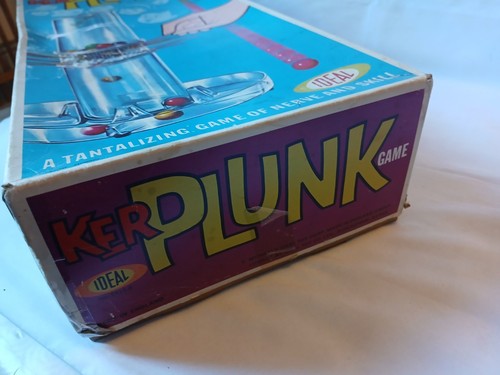 IDEAL
A TANTALIZING GAME OF NERVE AND SKILL
KERPLUNK GAME
IDEAL